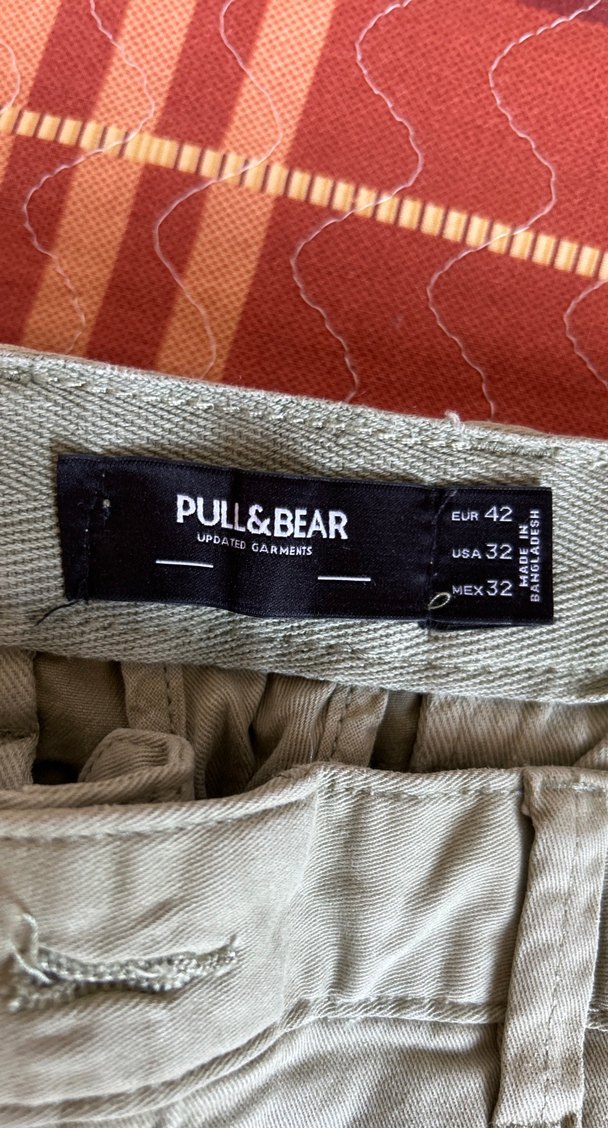 PULL&BEAR
UPDATED GARMENTS
EUR 42
USA 32
MEX 32
MADE IN
BANGLADESH